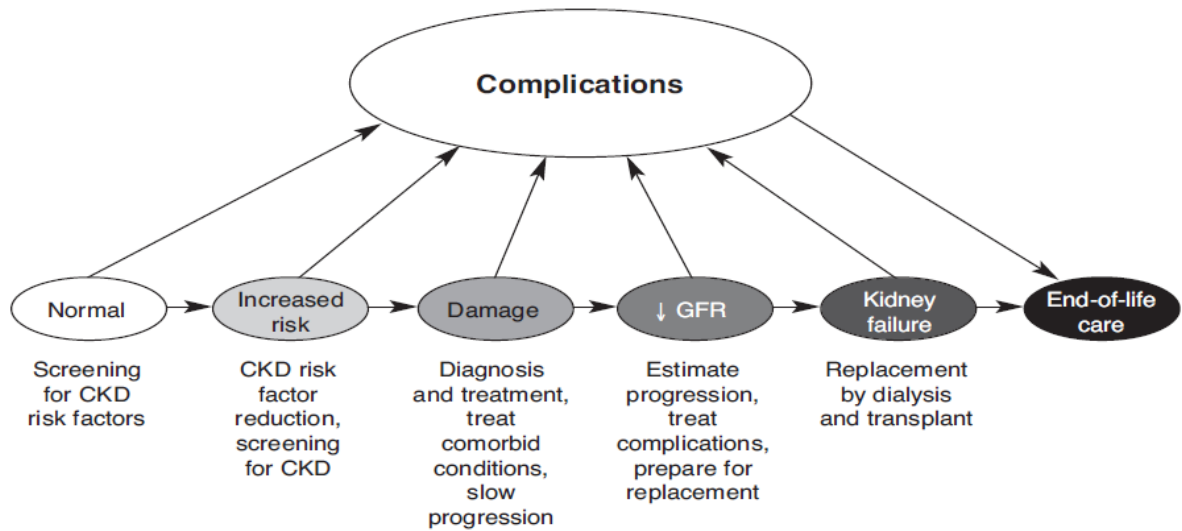 Complications
Normal
Increased
risk
Damage
↓ GFR
Kidney
failure
End-of-life
care
Screening
for CKD
risk factors
CKD risk
factor
reduction,
screening
for CKD
Diagnosis
and treatment,
treat
comorbid
conditions,
slow
progression
Estimate
progression,
treat
complications,
prepare for
replacement
Replacement
by dialysis
and transplant